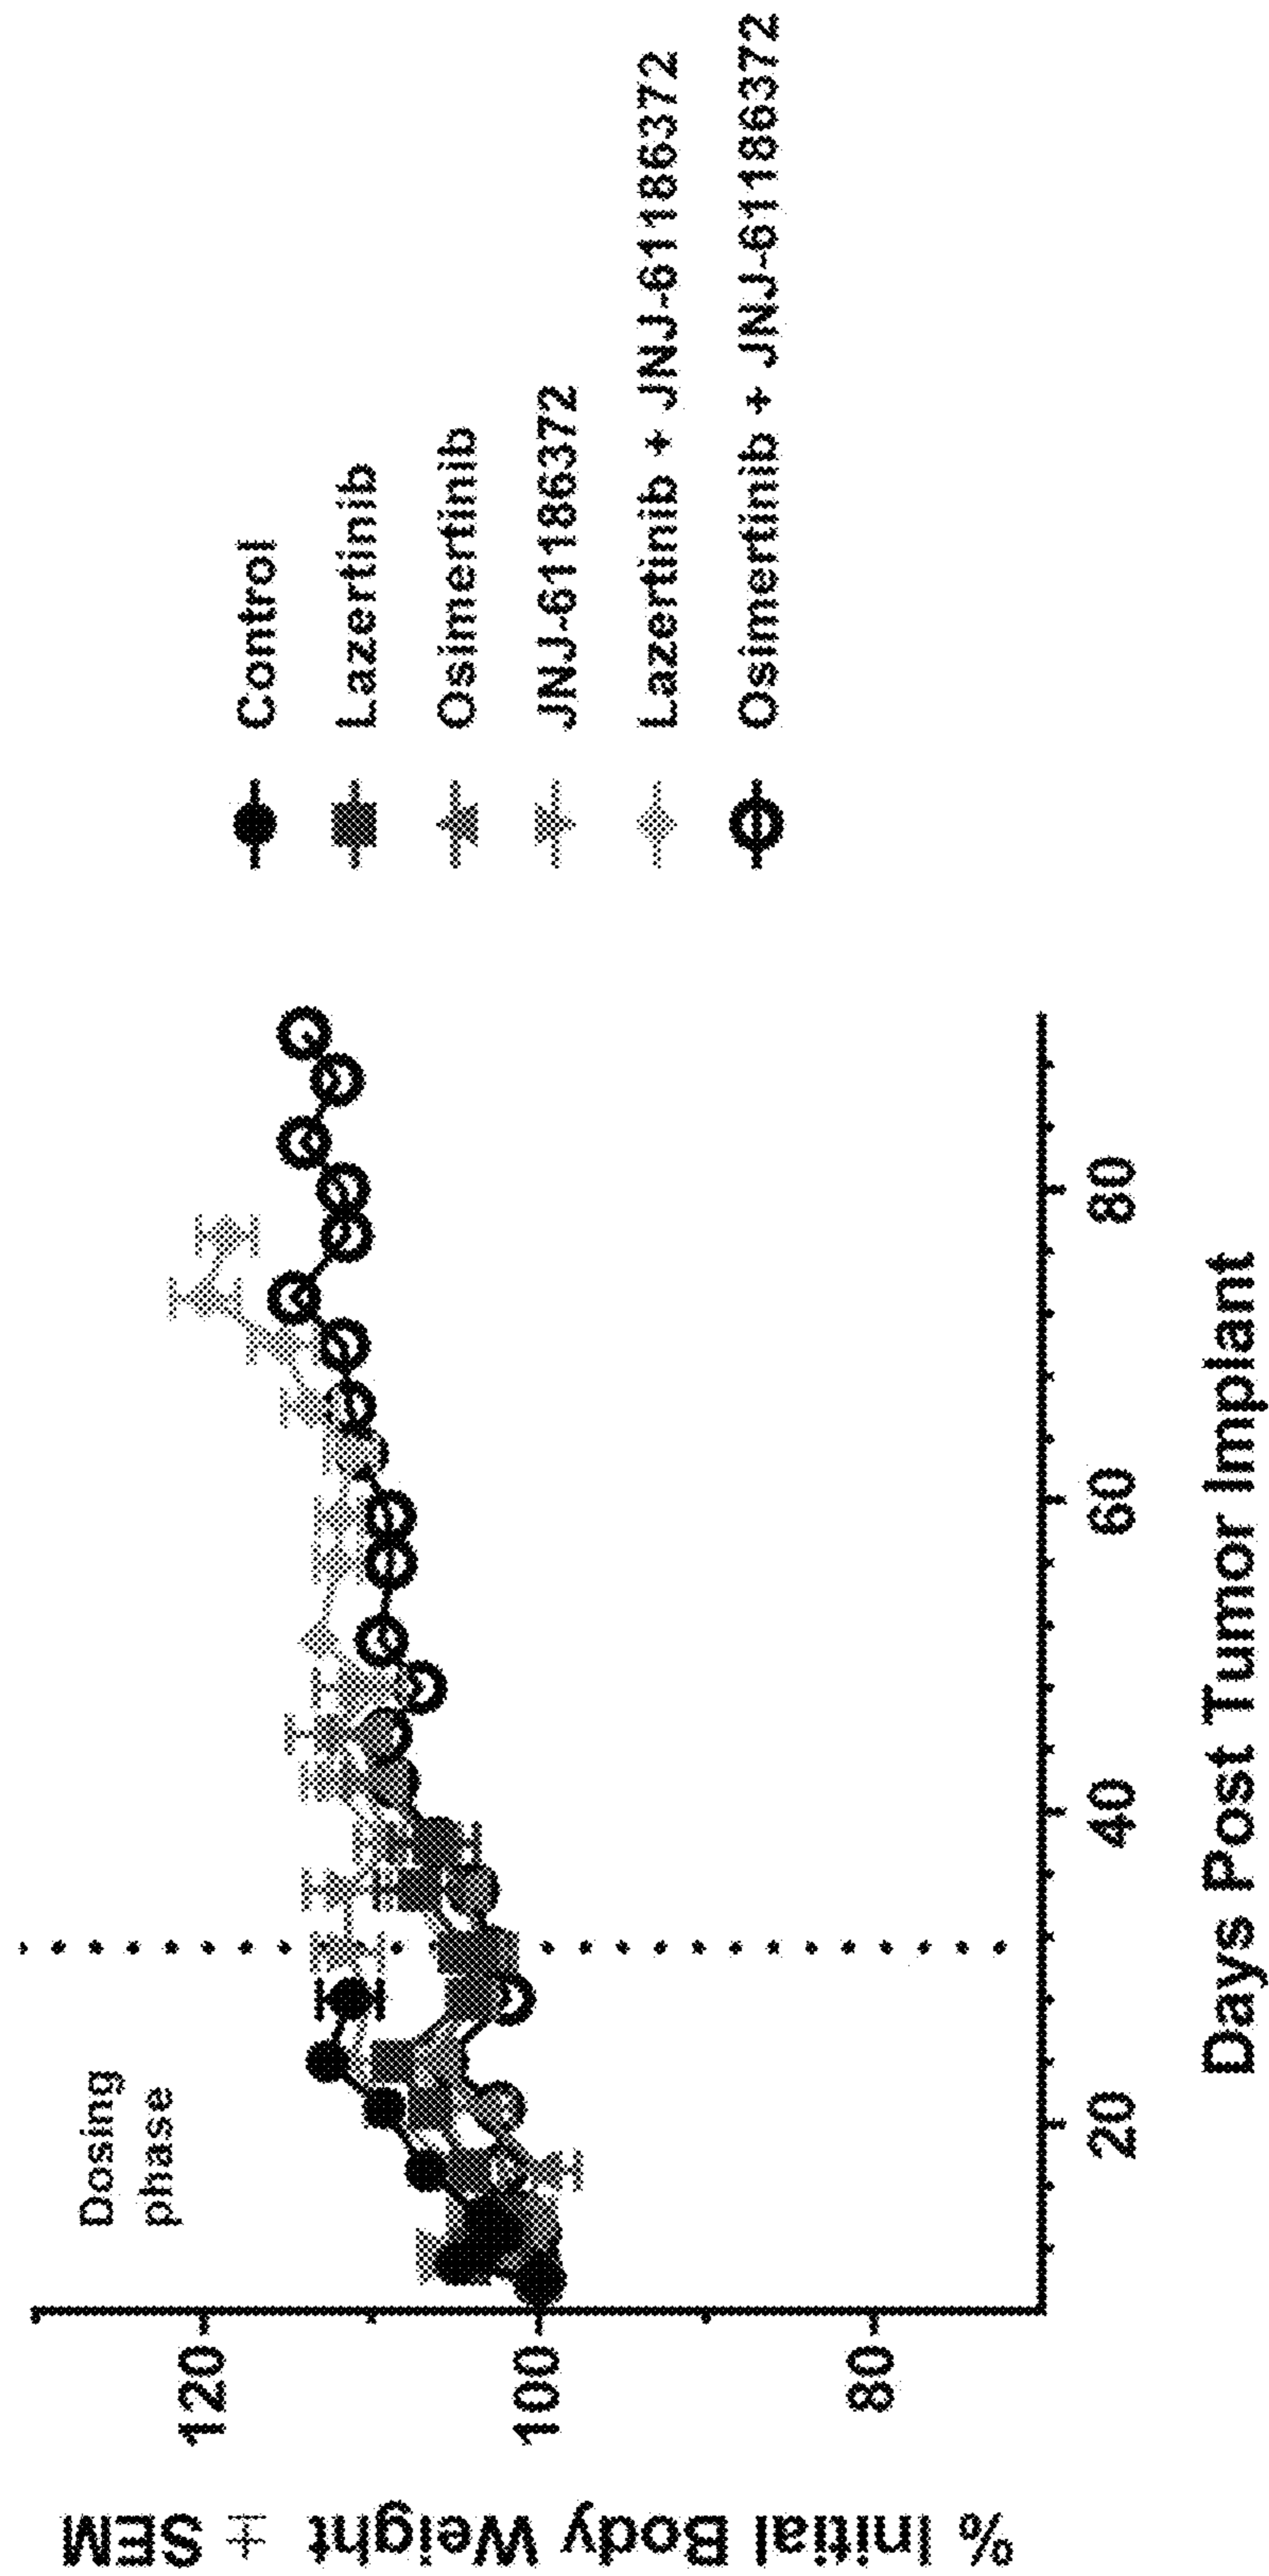 % Initial Body Weight ± SEM
120
100
80
Dosing
phase
20
40
60
80
Days Post Tumor Implant
Control
Lazertinib
Osimertinib
JNJ-61186372
Lazertinib + JNJ-61186372
Osimertinib + JNJ-61186372